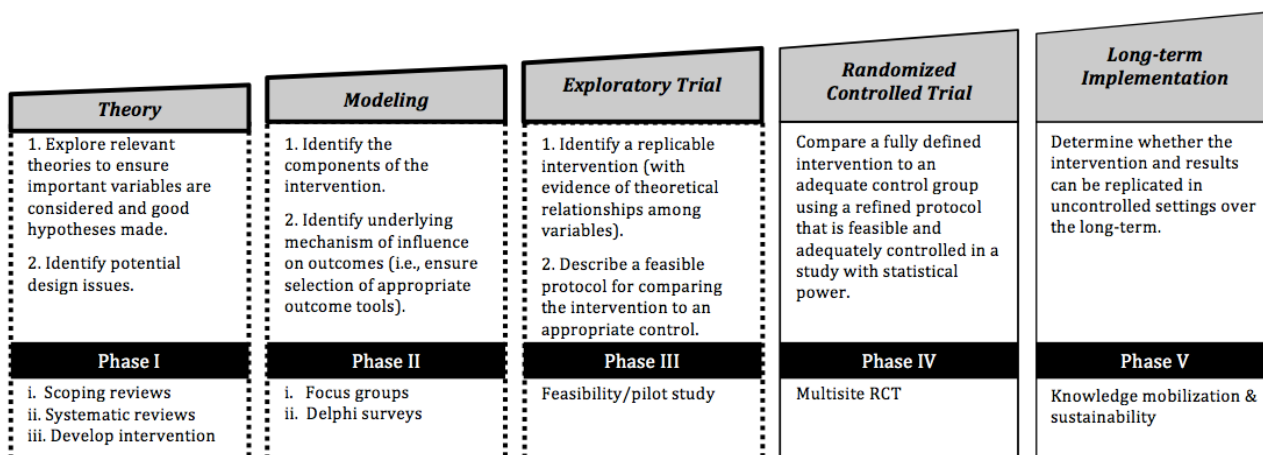 Theory
1. Explore relevant
theories to ensure
important variables are
considered and good
hypotheses made.
2. Identify potential
design issues.
Phase I
i. Scoping reviews
ii. Systematic reviews
iii. Develop intervention
Modeling
1. Identify the
components of the
intervention.
2. Identify underlying
mechanism of influence
on outcomes (i.e., ensure
selection of appropriate
outcome tools).
Phase II
i. Focus groups
ii. Delphi surveys
Exploratory Trial
1. Identify a replicable
intervention (with
evidence of theoretical
relationships among
variables).
2. Describe a feasible
protocol for comparing
the intervention to an
appropriate control.
Phase III
Feasibility/pilot study
Randomized
Controlled Trial
Compare a fully defined
intervention to an
adequate control group
using a refined protocol
that is feasible and
adequately controlled in a
study with statistical
power.
Phase IV
Multisite RCT
Long-term
Implementation
Determine whether the
intervention and results
can be replicated in
uncontrolled settings over
the long-term.
Phase V
Knowledge mobilization &
sustainability